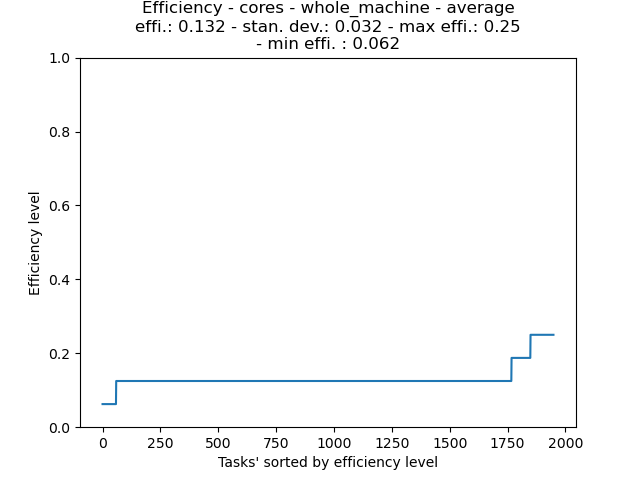 Efficiency - cores - whole_machine - average
effi.: 0.132 - stan. dev.: 0.032 - max effi.: 0.25
- min effi. : 0.062
1.0
0.8
0.6
0.4
0.2
0.0
Efficiency level
0 250 500 750 1000 1250 1500 1750 2000
Tasks' sorted by efficiency level